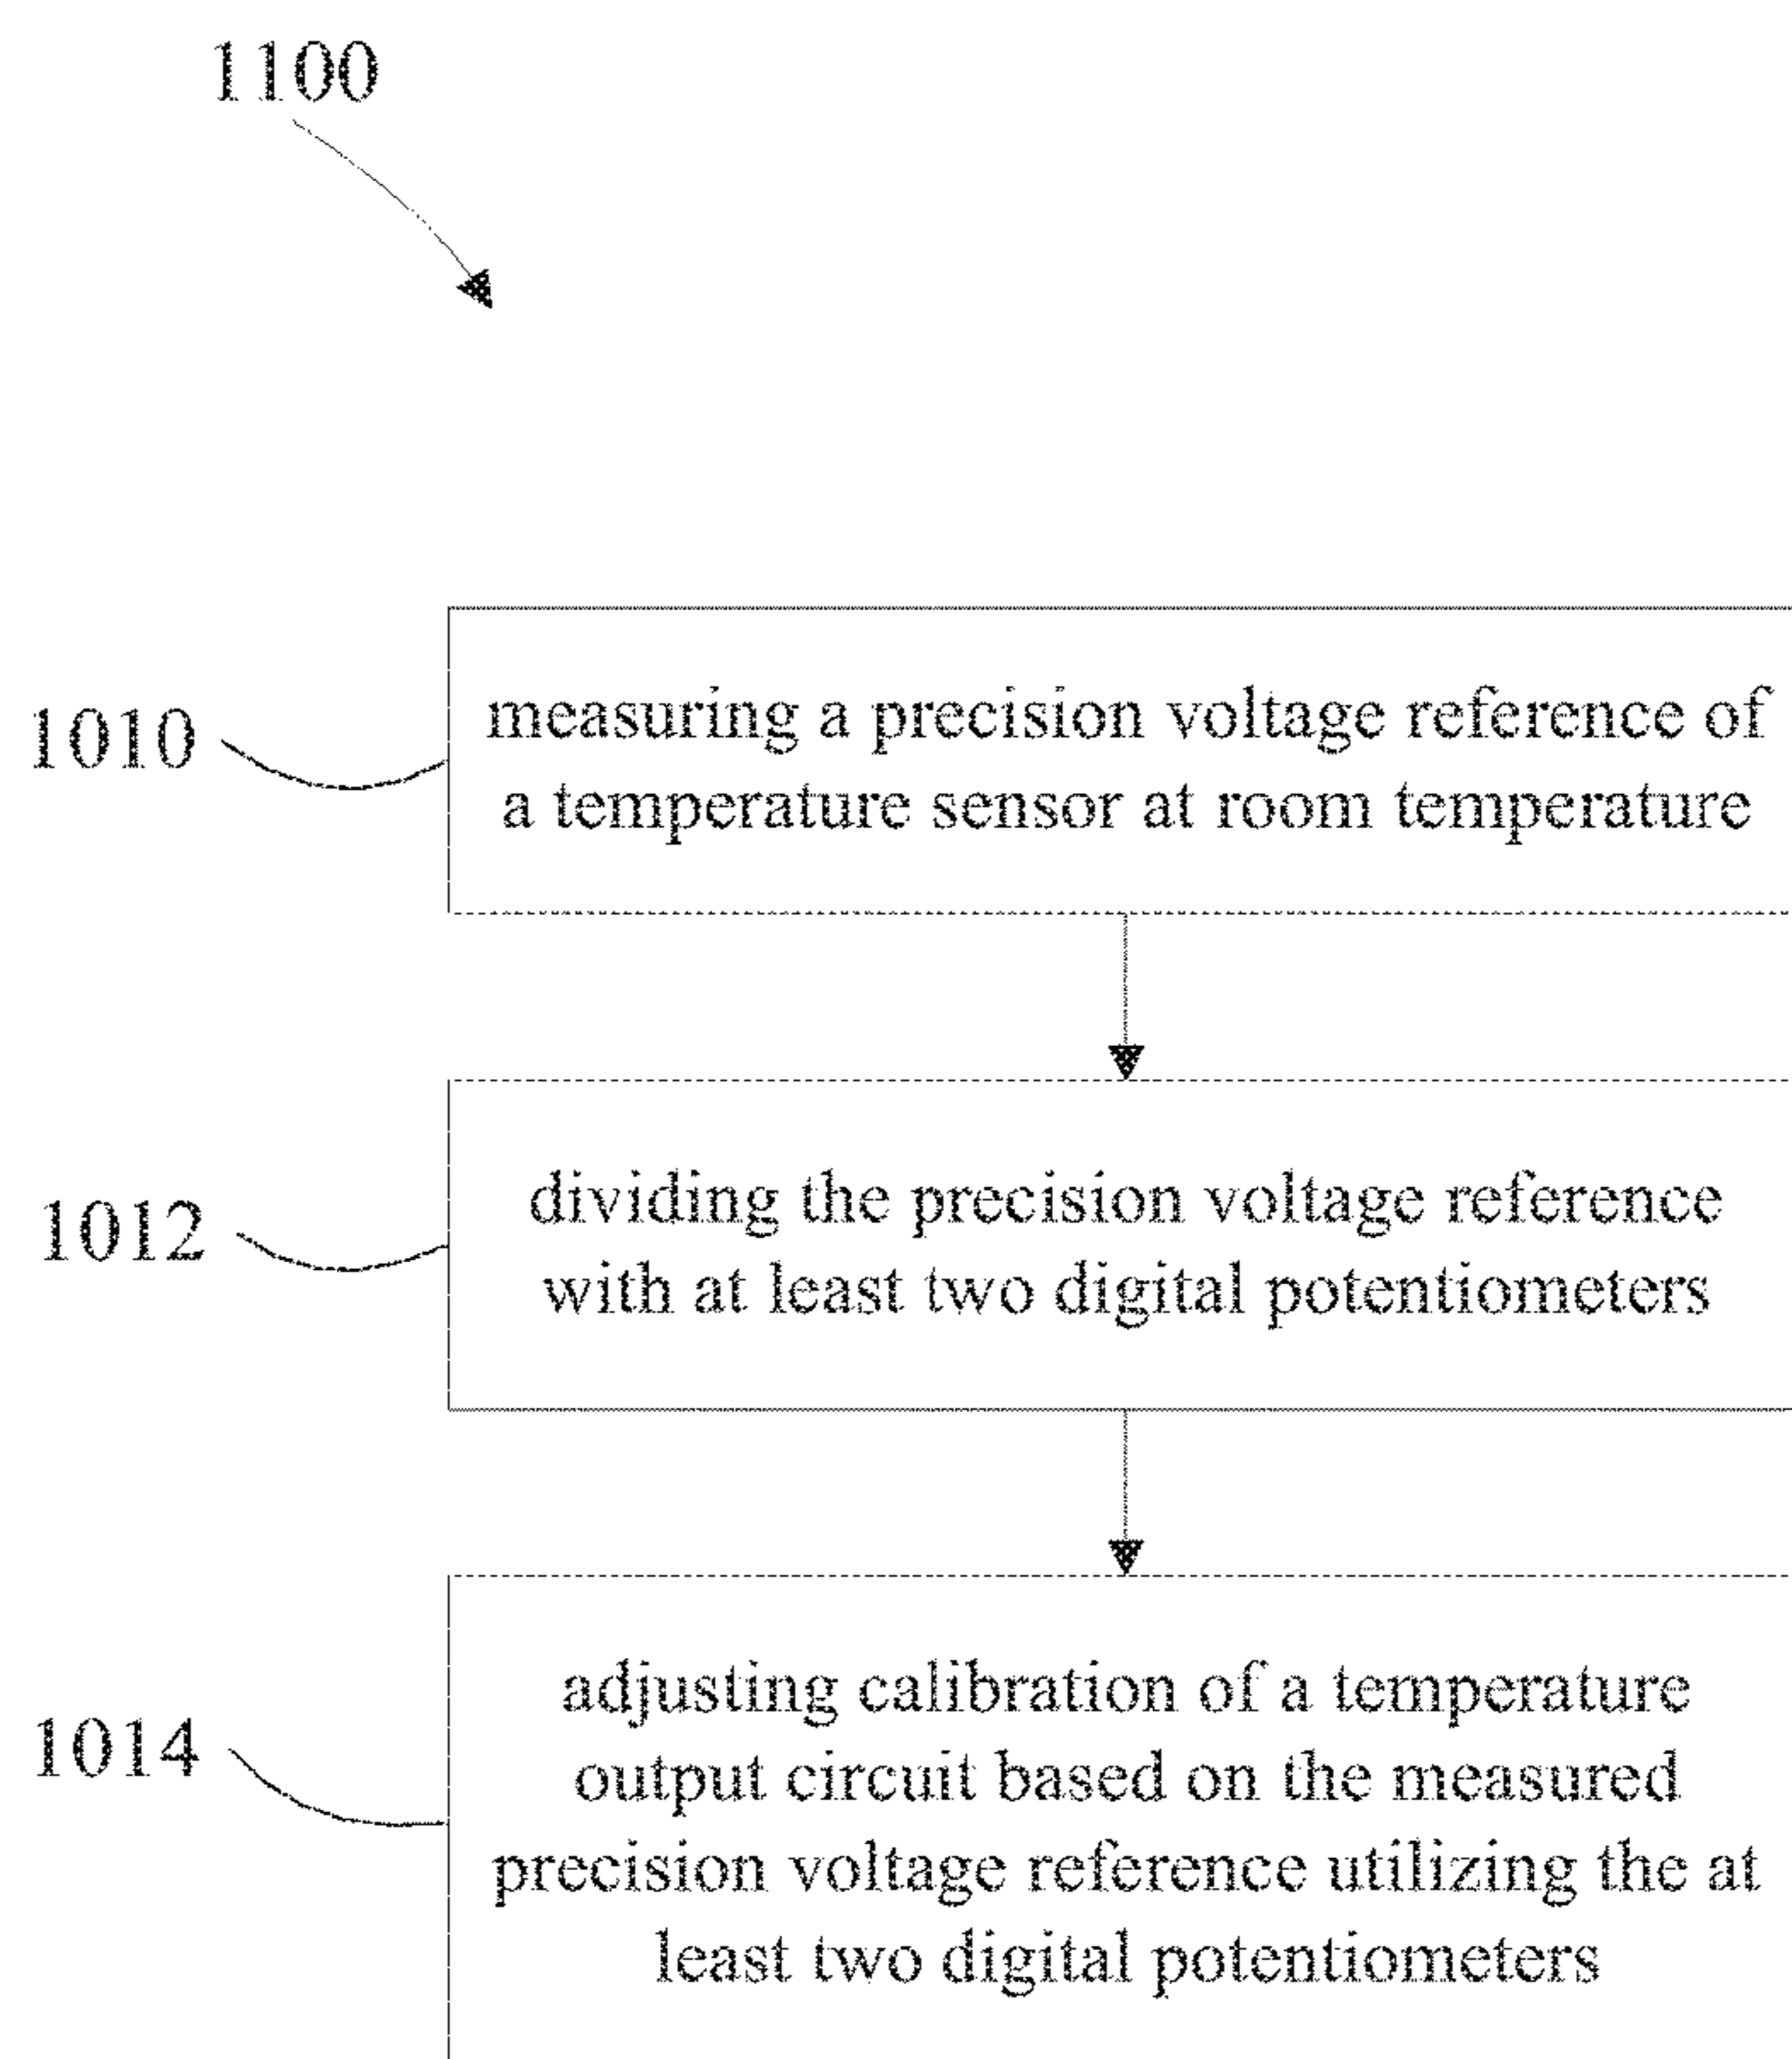 1100
1010
measuring a precision voltage reference of
a temperature sensor at room temperature
1012
dividing the precision voltage reference
with at least two digital potentiometers
1014
adjusting calibration of a temperature
output circuit based on the measured
precision voltage reference utilizing the at
least two digital potentiometers